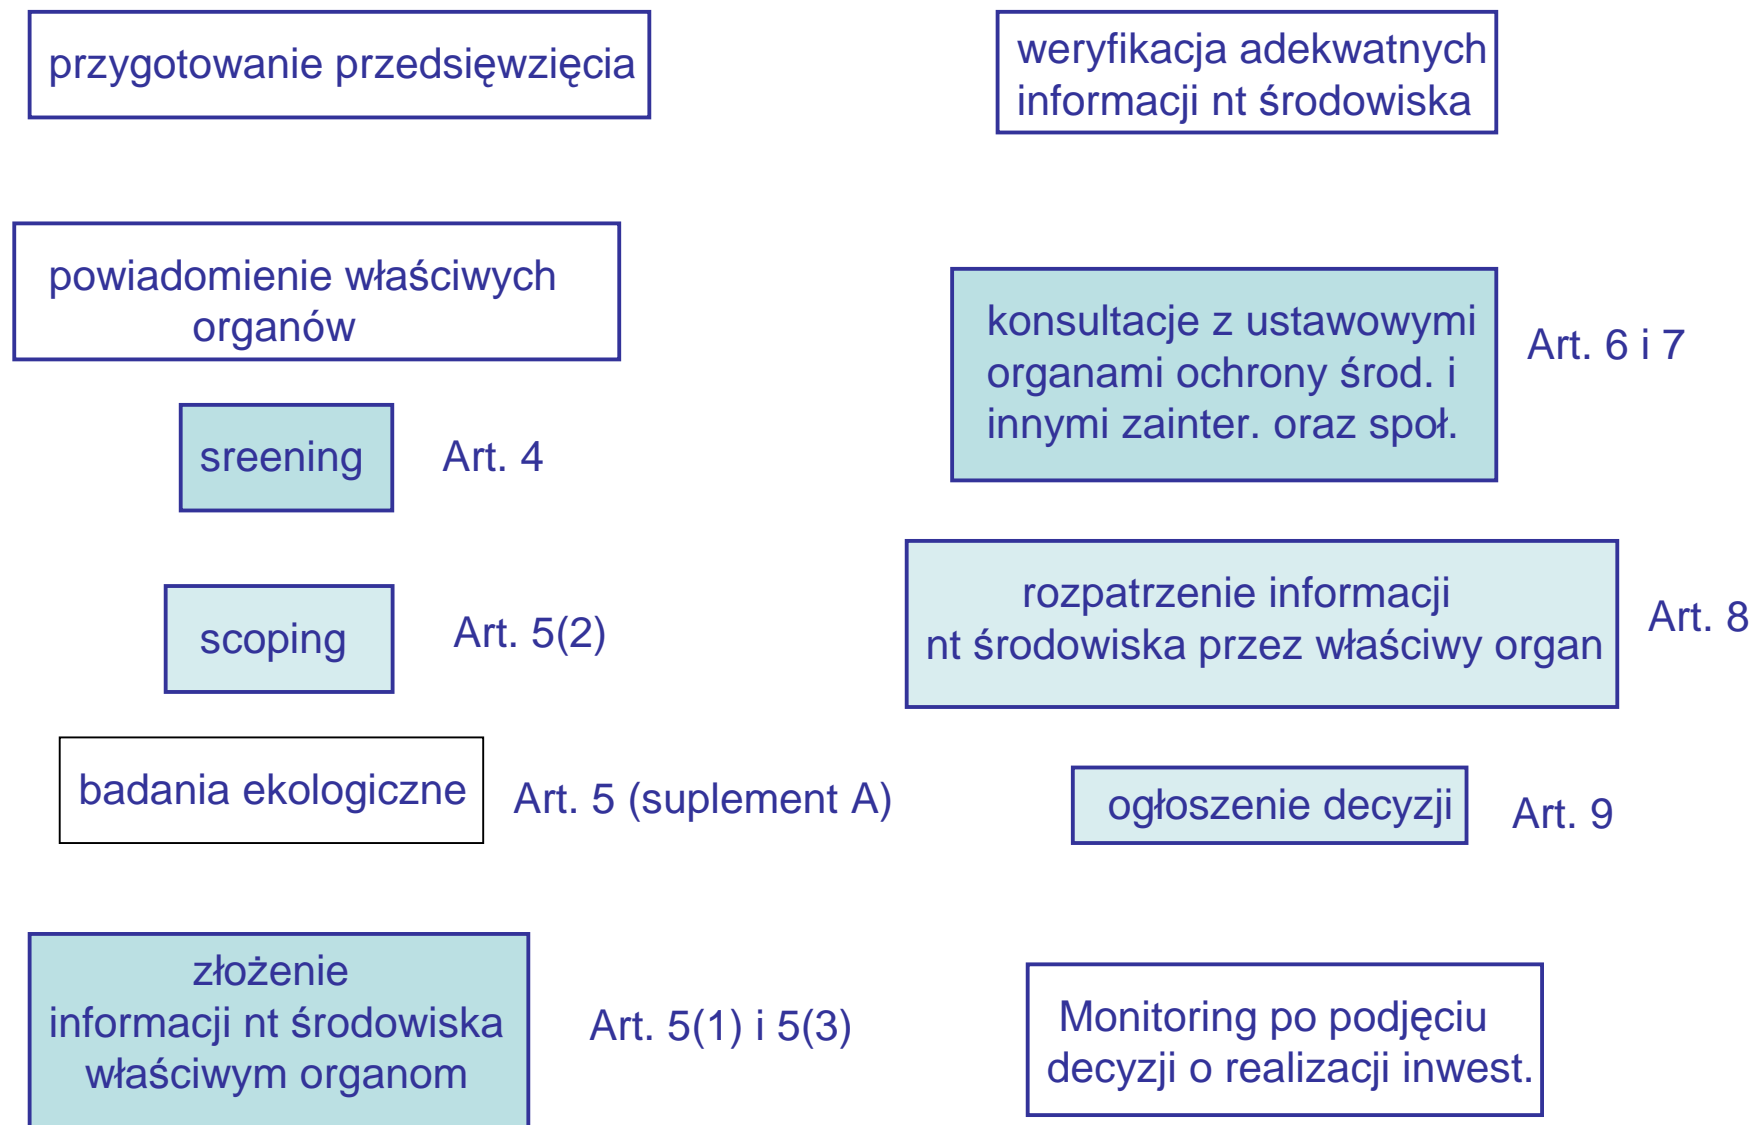 przygotowanie przedsięwzięcia
powiadomienie właściwych
organów
sreening
Art. 4
scoping
Art. 5(2)
badania ekologiczne
Art. 5 (suplement A)
złożenie
informacji nt środowiska
właściwym organom
Art. 5(1) i 5(3)
weryfikacja adekwatnych
informacji nt środowiska
konsultacje z ustawowymi
organami ochrony środ. i
innymi zainter. oraz społ.
Art. 6 i 7
rozpatrzenie informacji
nt środowiska przez właściwy organ
Art. 8
ogłoszenie decyzji
Art. 9
Monitoring po podjęciu
decyzji o realizacji inwest.